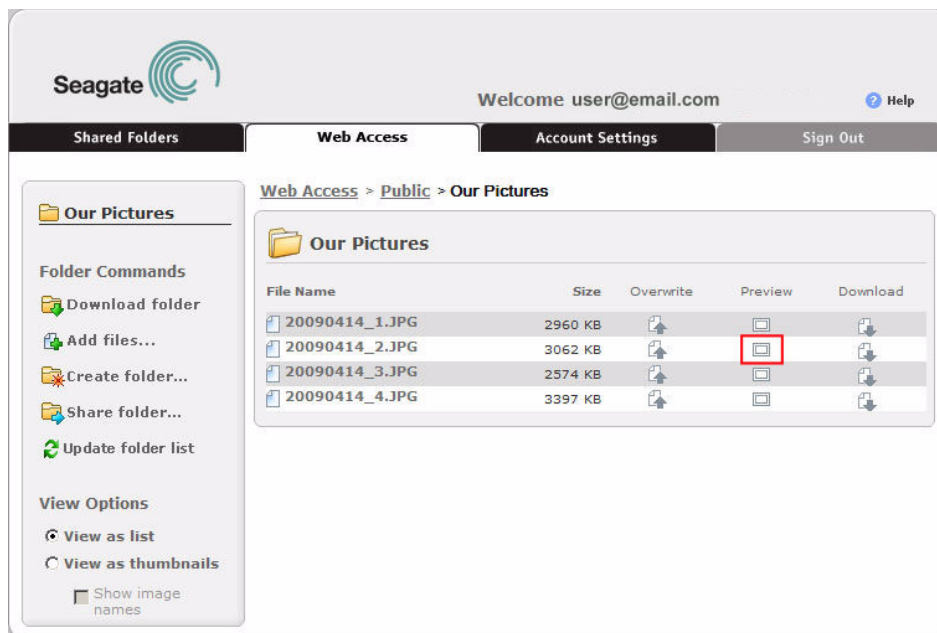 Seagate
Welcome user@email.com
Help
Shared Folders
Web Access
Account Settings
Sign Out
Our Pictures
Folder Commands
Download folder
Add files...
Create folder...
Share folder...
Update folder list
View Options
View as list
View as thumbnails
Show image
names
Web Access > Public > Our Pictures
Our Pictures
File Name Size Overwrite Preview Download
20090414_1.JPG 2960 KB
20090414_2.JPG 3062 KB
20090414_3.JPG 2574 KB
20090414_4.JPG 3397 KB